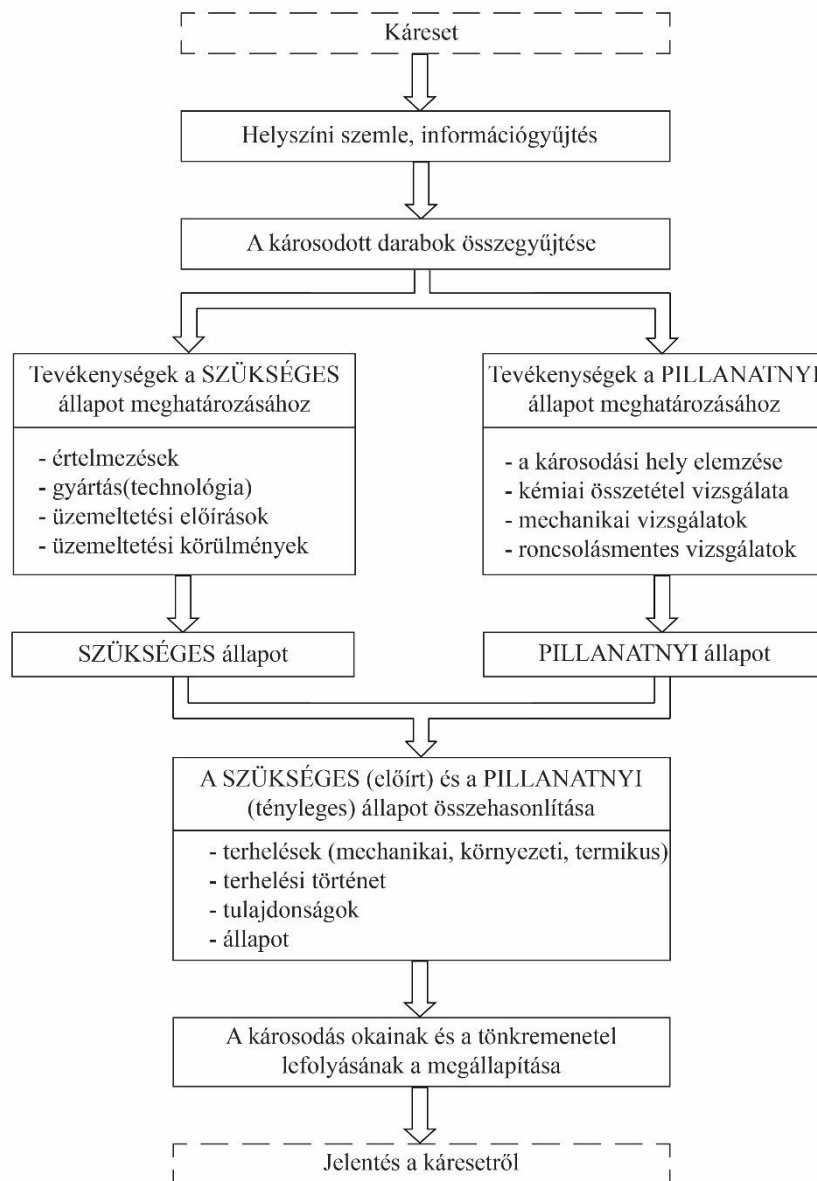 Káreset
Helyszíni szemle, információgyűjtés
A károsodott darabok összegyűjtése
Tevékenységek a SZÜKSÉGES
állapot meghatározásához
- értelmezések
- gyártás(technológia)
- üzemeltetési előírások
- üzemeltetési körülmények
Tevékenységek a PILLANATNYI
állapot meghatározásához
- a károsodási hely elemzése
- kémiai összetétel vizsgálata
- mechanikai vizsgálatok
- roncsolásmentes vizsgálatok
SZÜKSÉGES állapot
PILLANATNYI állapot
A SZÜKSÉGES (előírt) és a PILLANATNYI
(tényleges) állapot összehasonlítása
- terhelések (mechanikai, környezeti, termikus)
- terhelési történet
- tulajdonságok
- állapot
A károsodás okainak és a tönkremenetel
lefolyásának a megállapítása
Jelentés a káresetről